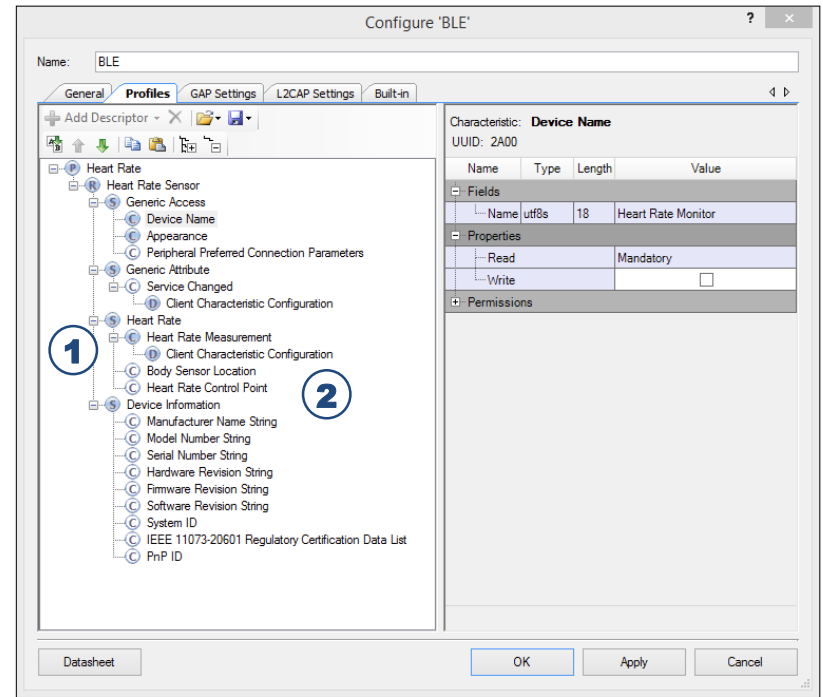 Configure 'BLE'
?
Name: BLE
General Profiles GAP Settings L2CAP Settings Built-in
Add Descriptor
P Heart Rate
R Heart Rate Sensor
S Generic Access
C Device Name
C Appearance
C Peripheral Preferred Connection Parameters
S Generic Attribute
C Service Changed
D Client Characteristic Configuration
S Heart Rate
C Heart Rate Measurement
D Client Characteristic Configuration
C Body Sensor Location
C Heart Rate Control Point
S Device Information
C Manufacturer Name String
C Model Number String
C Serial Number String
C Hardware Revision String
C Firmware Revision String
C Software Revision String
C System ID
C IEEE 11073-20601 Regulatory Certification Data List
C PnP ID
1
2
Characteristic: Device Name
UUID: 2A00
Name Type Length Value
Fields
Name utf8s 18 Heart Rate Monitor
Properties
Read Mandatory
Write
Permissions
Datasheet OK Apply Cancel